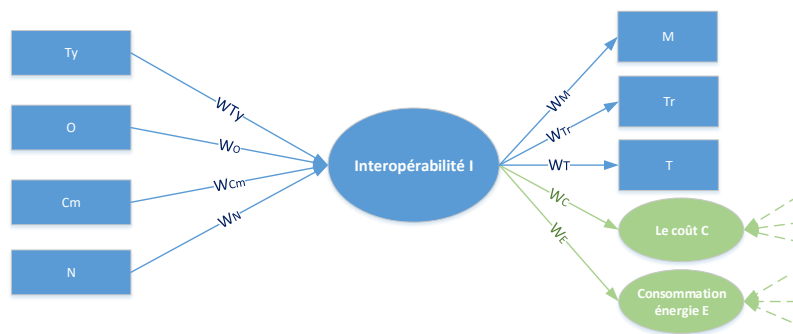 Ty
O
Cm
N
WTy
WO
WCm
WN
Interopérabilité I
WM
WTr
WT
WC
WE
M
Tr
T
Le coût C
Consommation
énergie E